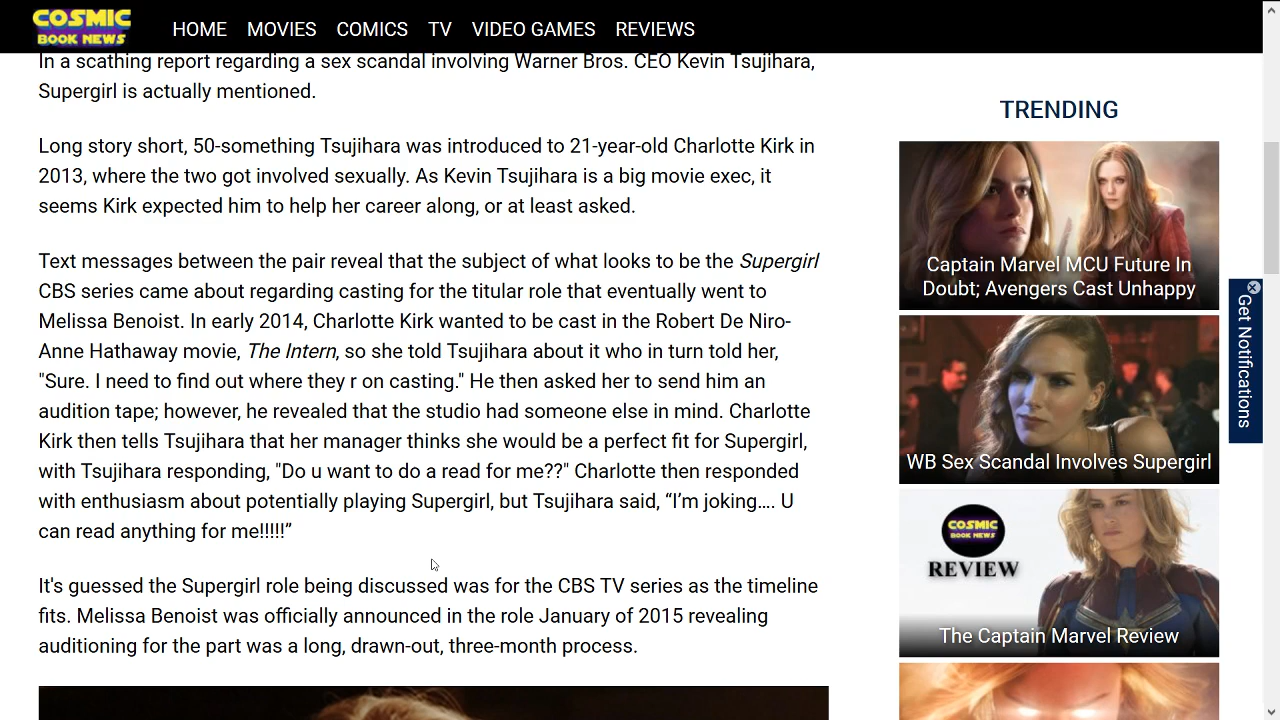 COSMIC
BOOK NEWS
HOME MOVIES COMICS TV VIDEO GAMES REVIEWS
In a scathing report regarding a sex scandal involving Warner Bros. CEO Kevin Tsujihara,
Supergirl is actually mentioned.
Long story short, 50-something Tsujihara was introduced to 21-year-old Charlotte Kirk in
2013, where the two got involved sexually. As Kevin Tsujihara is a big movie exec, it
seems Kirk expected him to help her career along, or at least asked.
Text messages between the pair reveal that the subject of what looks to be the Supergirl
CBS series came about regarding casting for the titular role that eventually went to
Melissa Benoist. In early 2014, Charlotte Kirk wanted to be cast in the Robert De Niro-
Anne Hathaway movie, The Intern, so she told Tsujihara about it who in turn told her,
"Sure. I need to find out where they r on casting." He then asked her to send him an
audition tape; however, he revealed that the studio had someone else in mind. Charlotte
Kirk then tells Tsujihara that her manager thinks she would be a perfect fit for Supergirl,
with Tsujihara responding, "Do u want to do a read for me??" Charlotte then responded
with enthusiasm about potentially playing Supergirl, but Tsujihara said, “I’m joking.... U
can read anything for me!!!!!”
It's guessed the Supergirl role being discussed was for the CBS TV series as the timeline
fits. Melissa Benoist was officially announced in the role January of 2015 revealing
auditioning for the part was a long, drawn-out, three-month process.
TRENDING
Captain Marvel MCU Future In
Doubt; Avengers Cast Unhappy
WB Sex Scandal Involves Supergirl
COSMIC
BOOK NEWS
REVIEW
The Captain Marvel Review
Get Notifications